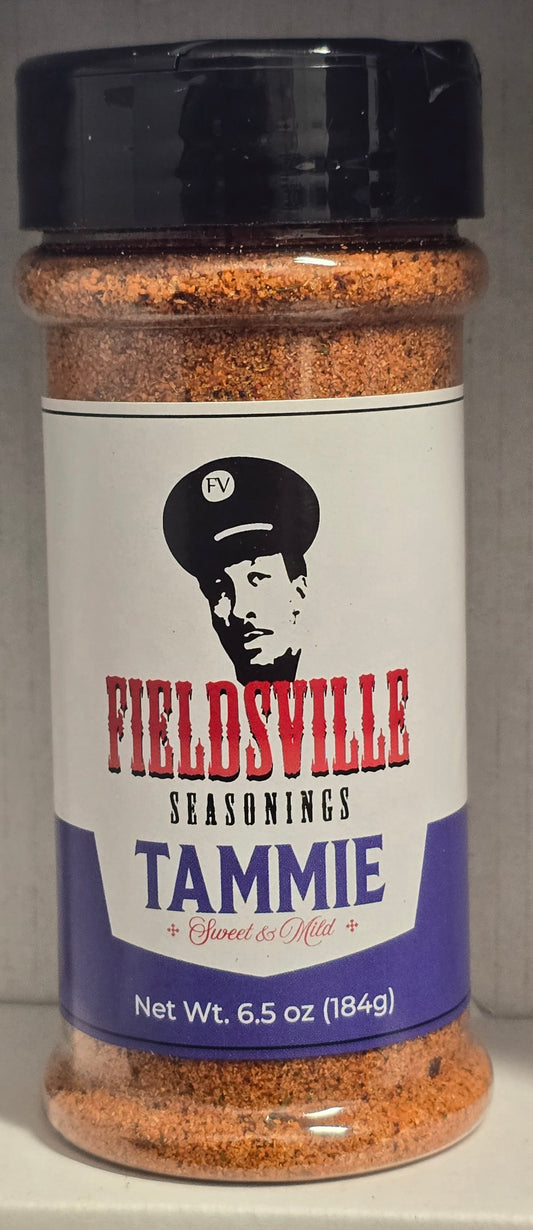 FV
FIELDSVILLE
SEASONINGS
TAMMIE
Sweet & Mild
Net Wt. 6.5 oz (184g)